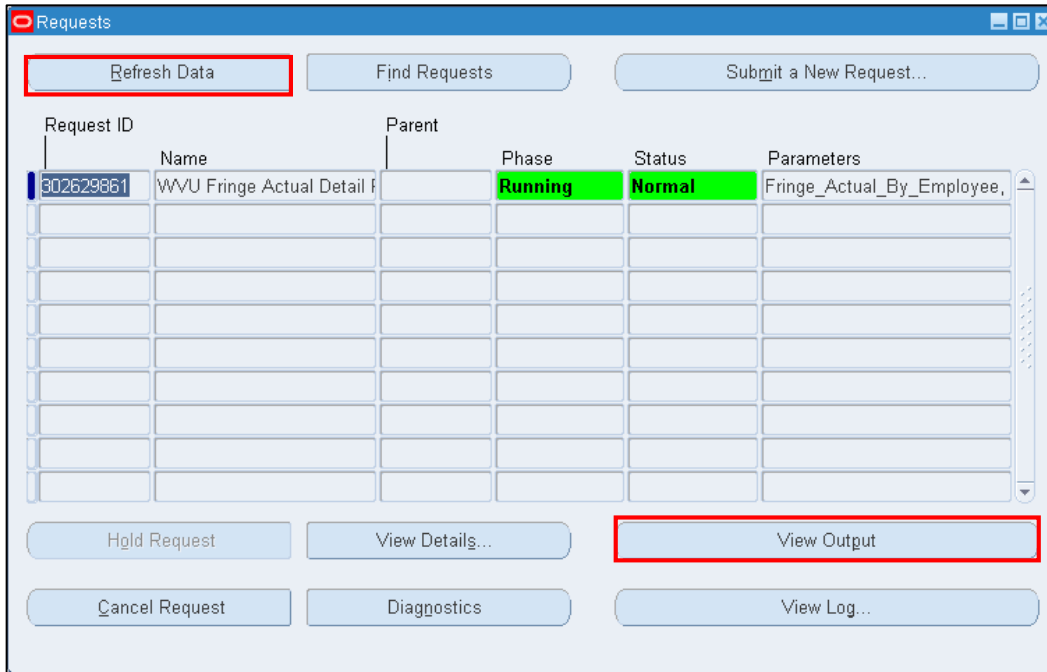 Requests
Refresh Data Find Requests Submit a New Request...
Request ID Parent
Name Phase Status Parameters
302629861 WVU Fringe Actual Detail Running Normal Fringe_Actual_By_Employee,
Hold Request View Details... View Output
Cancel Request Diagnostics View Log...